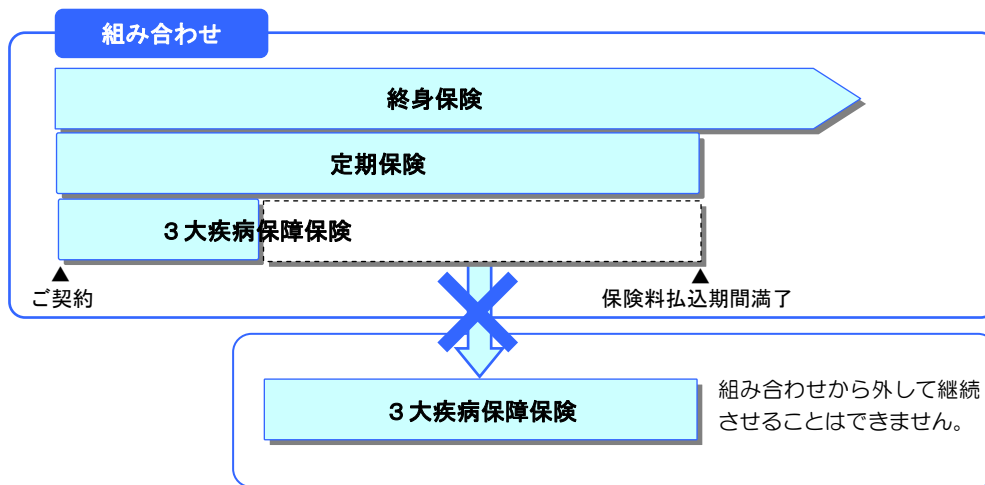 組み合わせ
終身保険
定期保険
３大疾病保障保険
▲ ▲
ご契約 保険料払込期間満了
３大疾病保障保険
組み合わせから外して継続
させることはできません。